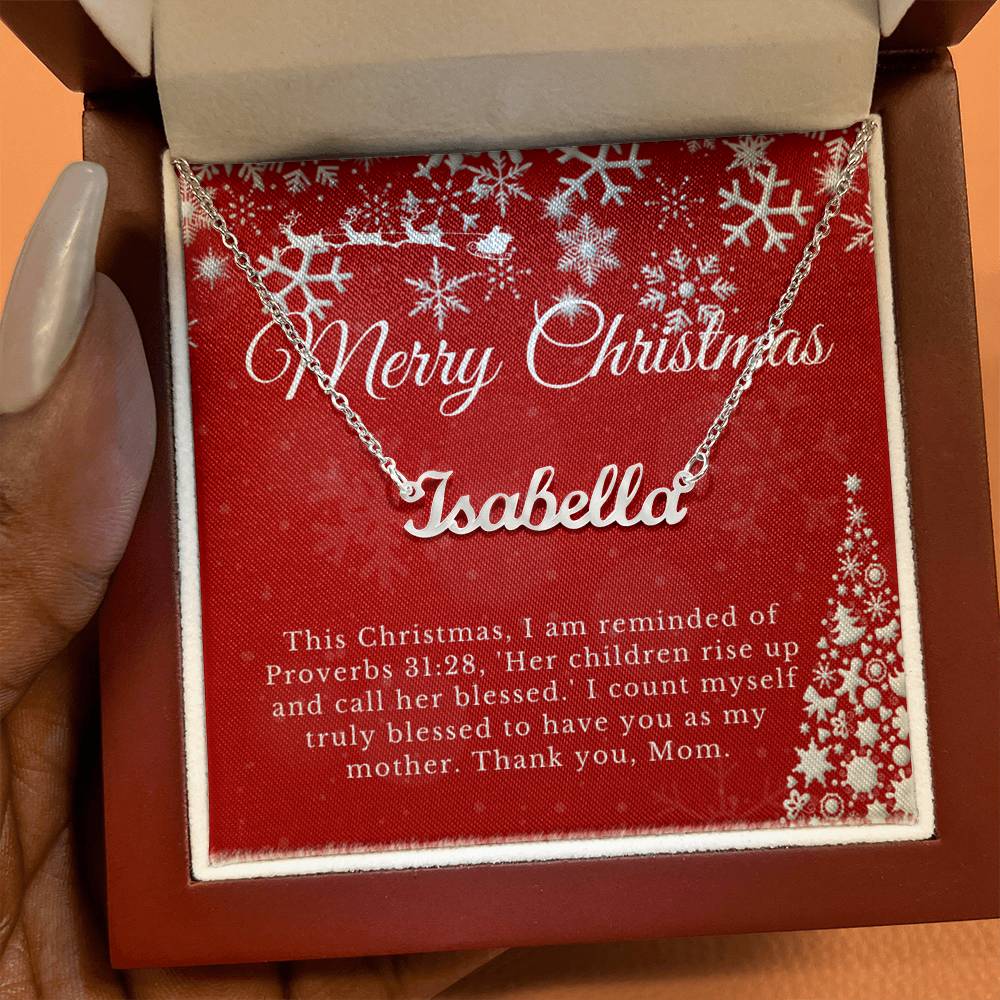 Merry Christmas
Isabella
This Christmas, I am reminded of
Proverbs 31:28, 'Her children rise up
and call her blessed.' I count myself
truly blessed to have you as my
mother. Thank you, Mom.